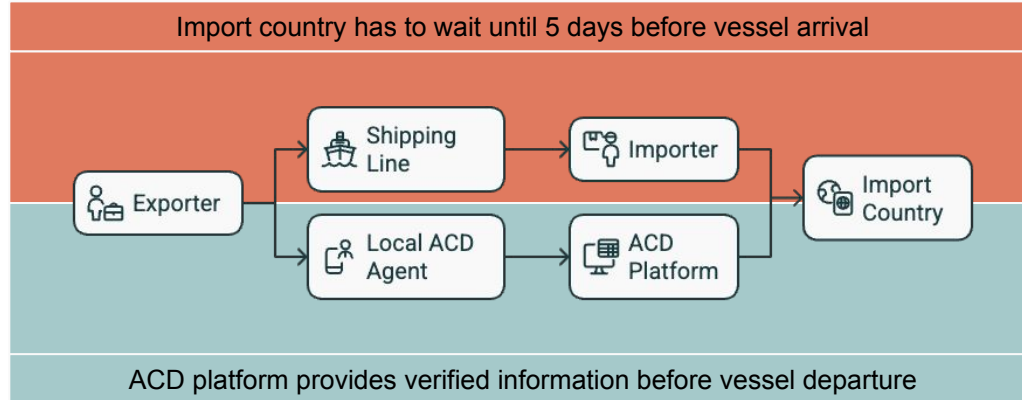 Import country has to wait until 5 days before vessel arrival
Shipping
Line
Importer
Exporter
Import
Country
Local ACD
Agent
ACD
Platform
ACD platform provides verified information before vessel departure